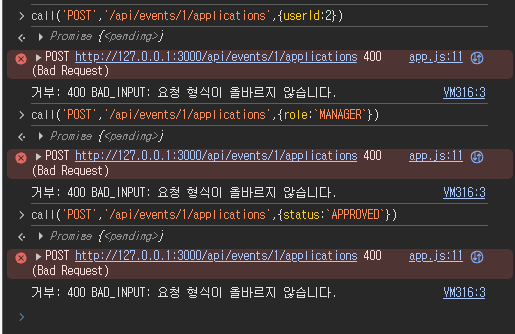 > call('POST','/api/events/1/applications',{userId:2})
Promise {<pending>}
POST http://127.0.0.1:3000/api/events/1/applications 400 app.js:11
(Bad Request)
거부: 400 BAD_INPUT: 요청 형식이 올바르지 않습니다. VM316:3
> call('POST','/api/events/1/applications',{role:`MANAGER`})
Promise {<pending>}
POST http://127.0.0.1:3000/api/events/1/applications 400 app.js:11
(Bad Request)
거부: 400 BAD_INPUT: 요청 형식이 올바르지 않습니다. VM316:3
> call('POST','/api/events/1/applications',{status:`APPROVED`})
Promise {<pending>}
POST http://127.0.0.1:3000/api/events/1/applications 400 app.js:11
(Bad Request)
거부: 400 BAD_INPUT: 요청 형식이 올바르지 않습니다. VM316:3
>